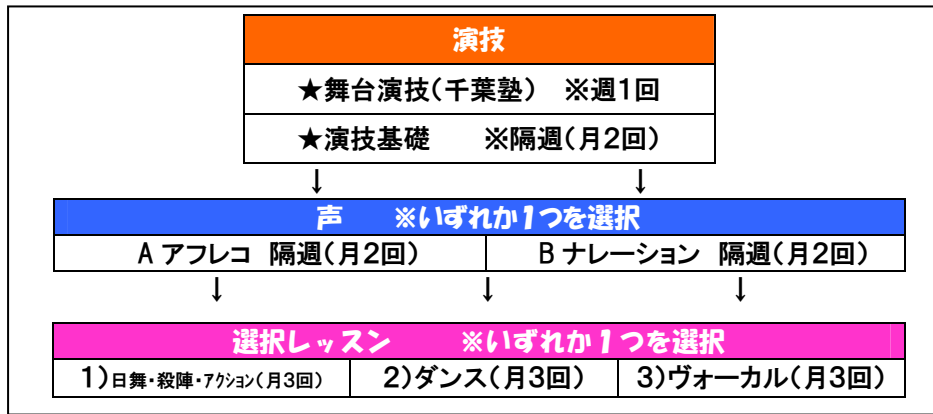 演技
★舞台演技(千葉塾) ※週1回
★演技基礎 ※隔週(月2回)
↓ ↓
声 ※いずれか1つを選択
A アフレコ 隔週(月2回) B ナレーション 隔週(月2回)
↓ ↓ ↓
選択レッスン ※いずれか1つを選択
1)日舞・殺陣・アクション(月3回) 2)ダンス(月3回) 3)ヴォーカル(月3回)